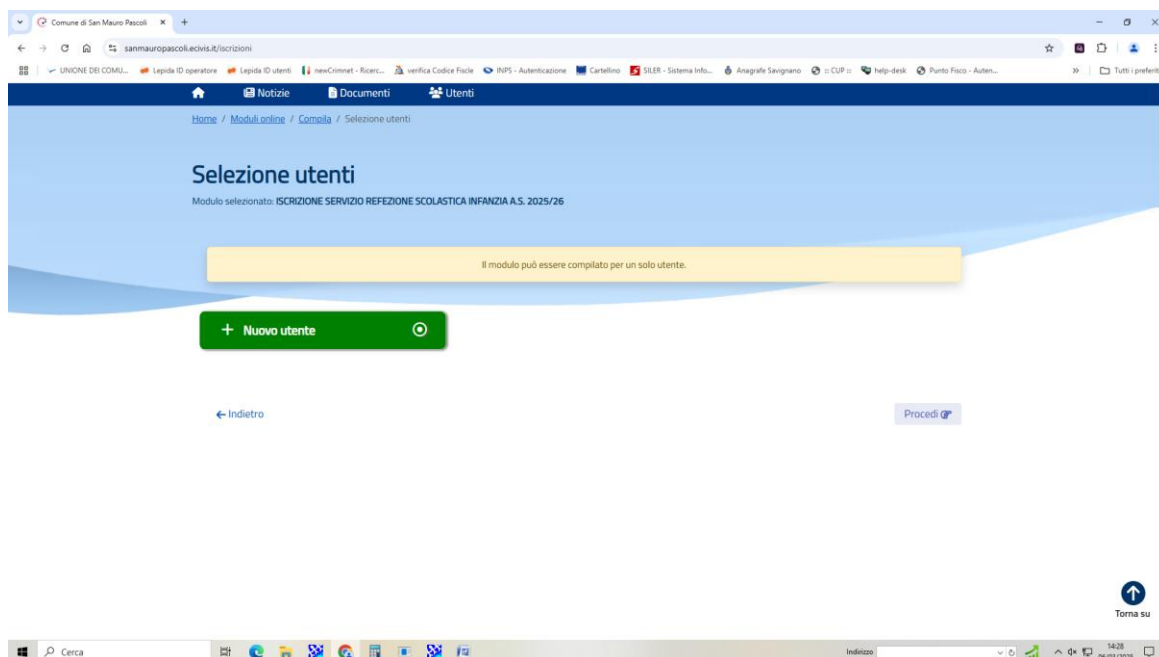 Comune di San Mauro Pascoli
sanmauropascoli.ecivis.it/iscrizioni
UNIONE DEI COMU... Lepida ID operatore Lepida ID utenti newCrimnet - Ricerc... verifica Codice Fiscle INPS - Autenticazione Cartellino SILER - Sistema Info... Anagrafe Savignano :: CUP :: help-desk Punto Fisco - Auten... » Tutti i preferiti
Notizie Documenti Utenti
Home / Moduli online / Compila / Selezione utenti
Selezione utenti
Modulo selezionato: ISCRIZIONE SERVIZIO REFEZIONE SCOLASTICA INFANZIA A.S. 2025/26
Il modulo può essere compilato per un solo utente.
+ Nuovo utente
Indietro
Procedi
Torna su
Cerca
Indirizzo
14:28
06/03/2025